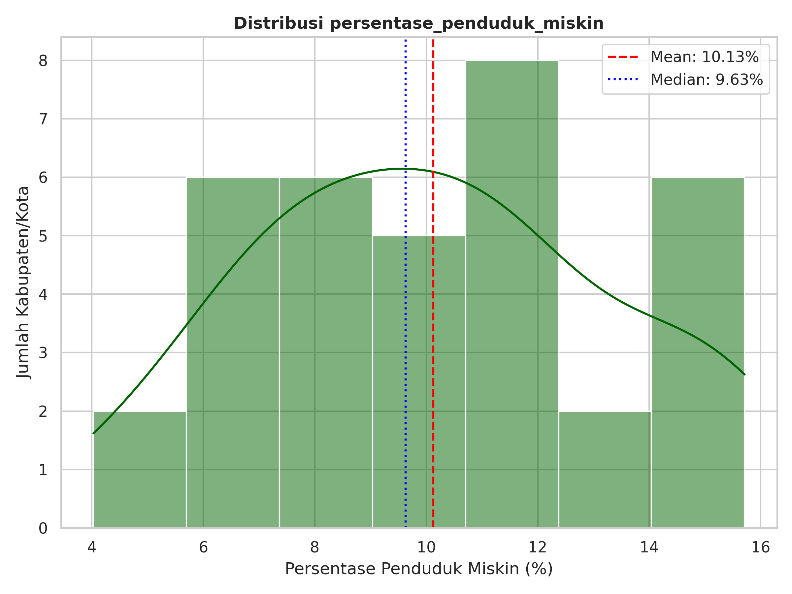 Distribusi persentase_penduduk_miskin
Mean: 10.13%
Median: 9.63%
8
7
6
5
4
3
2
1
0
Jumlah Kabupaten/Kota
4 6 8 10 12 14 16
Persentase Penduduk Miskin (%)